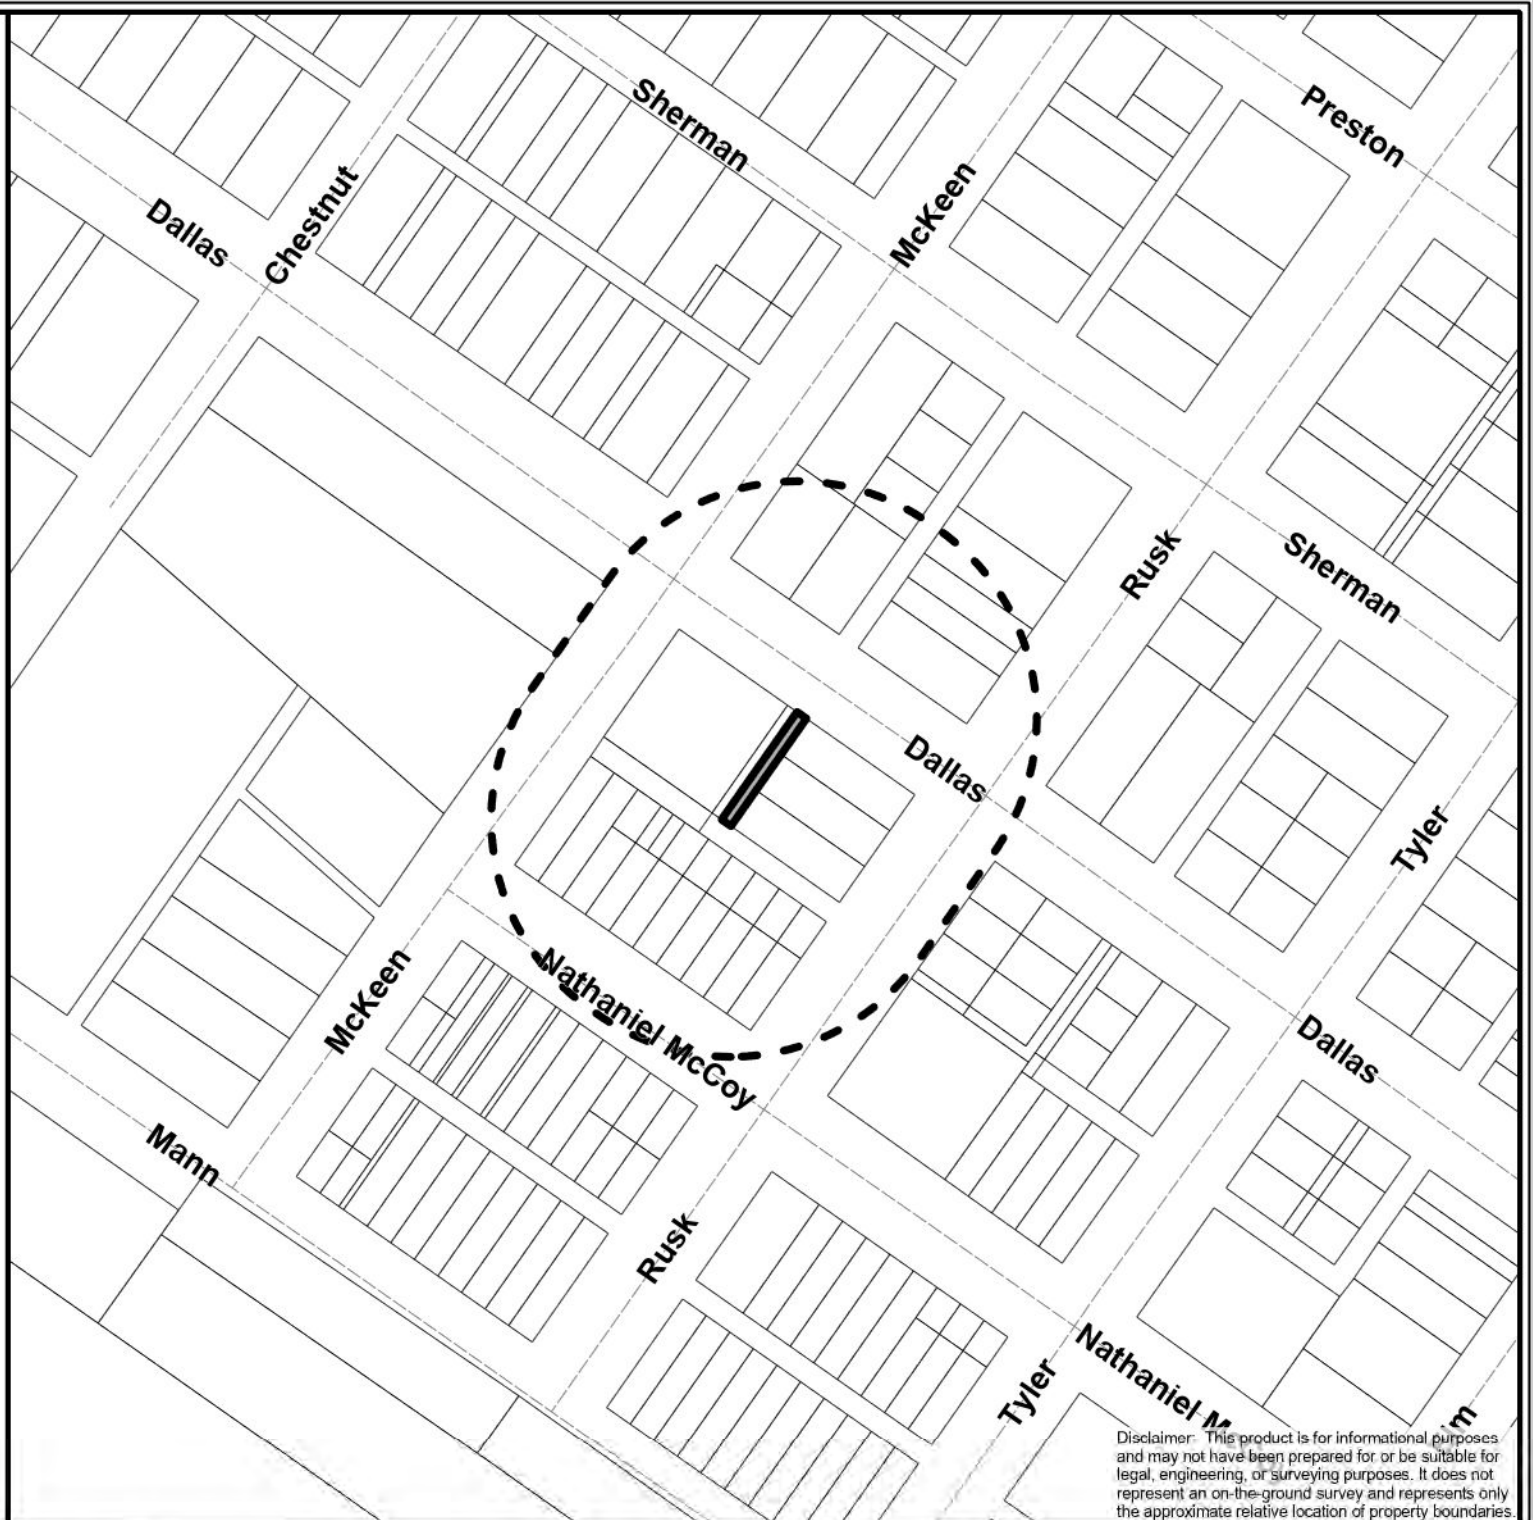 Preston
Sherman
McKeen
Chestnut
Dallas
Rusk
Sherman
Dallas
Tyler
Nathaniel McCoy
McKeen
Dallas
Mann
Rusk
Nathaniel
Tyler
Disclaimer: This product is for informational purposes
and may not have been prepared for or be suitable for
legal, engineering, or surveying purposes. It does not
represent an on-the-ground survey and represents only
the approximate relative location of property boundaries.